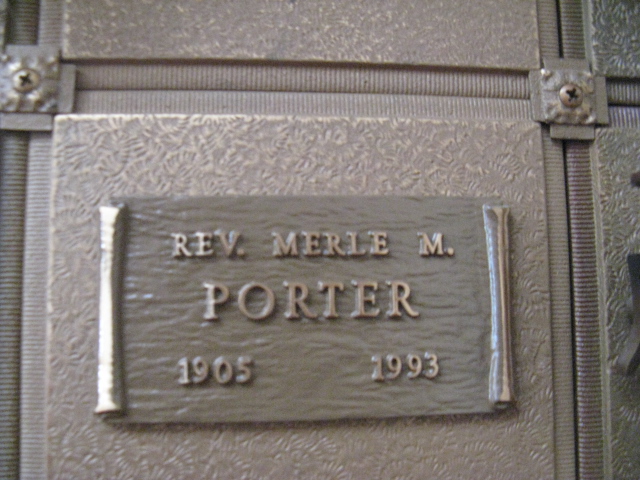 REV. MERLE M.
PORTER
1905 1993